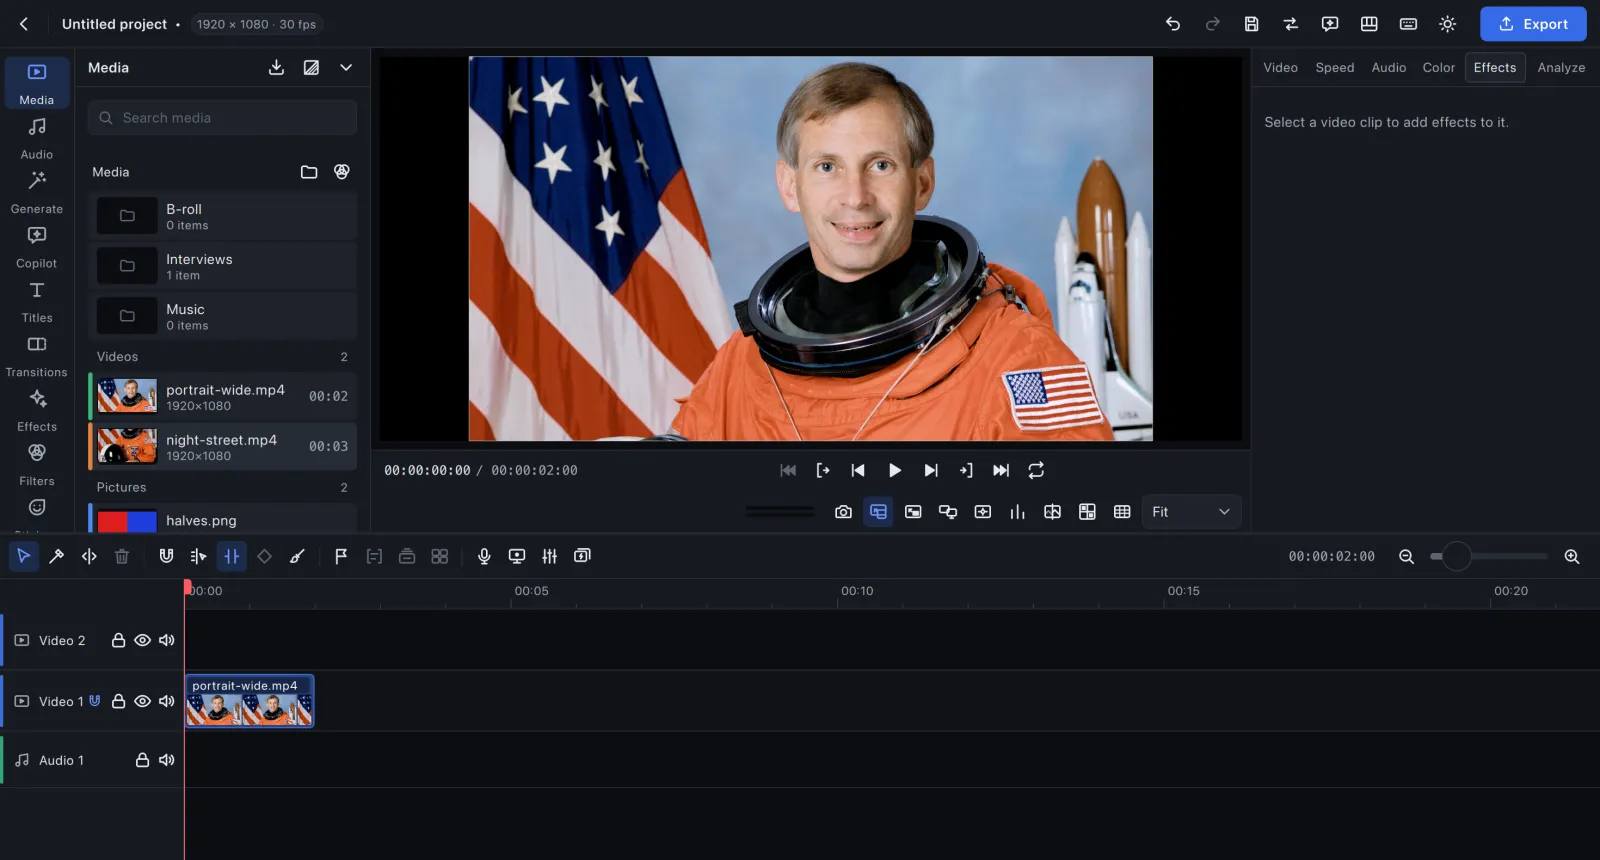 Untitled project •
1920 × 1080 · 30 fps
Export
Media
Audio
Generate
Copilot
Titles
Transitions
Effects
Filters
Media
Search media
Media
B-roll
0 items
Interviews
1 item
Music
0 items
Videos 2
portrait-wide.mp4 00:02
1920×1080
night-street.mp4 00:03
1920×1080
Pictures 2
halves.png
USA
00:00:00:00 / 00:00:02:00
Fit
Video Speed Audio Color Effects Analyze
Select a video clip to add effects to it.
00:00:02:00
00:00 00:05 00:10 00:15 00:20
Video 2
Video 1
portrait-wide.mp4
Audio 1